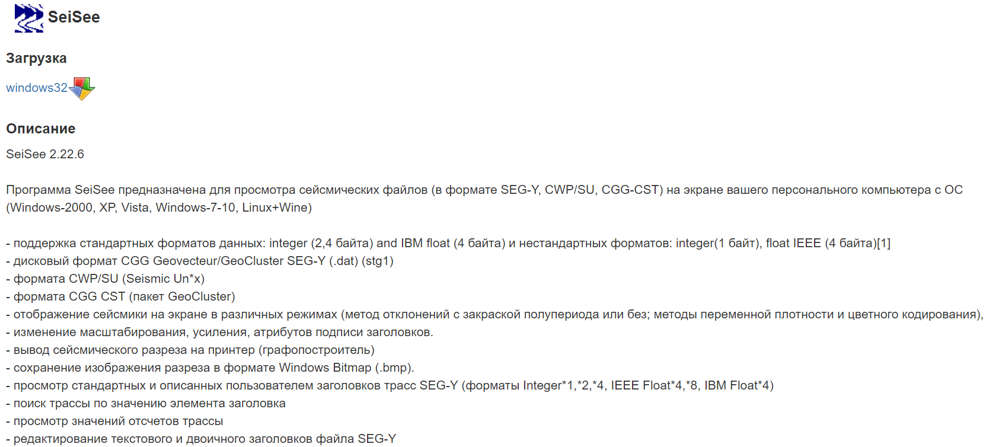 SeiSee
Загрузка
windows32
Описание
SeiSee 2.22.6
Программа SeiSee предназначена для просмотра сейсмических файлов (в формате SEG-Y, CWP/SU, CGG-CST) на экране вашего персонального компьютера с ОС
(Windows-2000, XP, Vista, Windows-7-10, Linux+Wine)
- поддержка стандартных форматов данных: integer (2,4 байта) and IBM float (4 байта) и нестандартных форматов: integer(1 байт), float IEEE (4 байта)[1]
- дисковый формат CGG Geovecteur/GeoCluster SEG-Y (.dat) (stg1)
- формата CWP/SU (Seismic Un*x)
- формата CGG CST (пакет GeoCluster)
- отображение сейсмики на экране в различных режимах (метод отклонений с закраской полупериода или без; методы переменной плотности и цветного кодирования),
- изменение масштабирования, усиления, атрибутов подписи заголовков.
- вывод сейсмического разреза на принтер (графопостроитель)
- сохранение изображения разреза в формате Windows Bitmap (.bmp).
- просмотр стандартных и описанных пользователем заголовков трасс SEG-Y (форматы Integer*1,*2,*4, IEEE Float*4,*8, IBM Float*4)
- поиск трассы по значению элемента заголовка
- просмотр значений отсчетов трассы
- редактирование текстового и двоичного заголовков файла SEG-Y